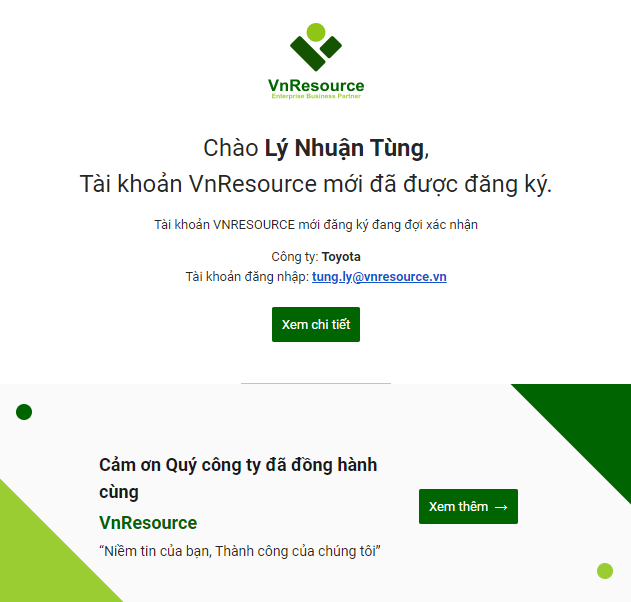 VnResource
Enterprise Business Partner
Chào Lý Nhuận Tùng,
Tài khoản VnResource mới đã được đăng ký.
Tài khoản VNRESOURCE mới đăng ký đang đợi xác nhận
Công ty: Toyota
Tài khoản đăng nhập: tung.ly@vnresource.vn
Xem chi tiết
Cảm ơn Quý công ty đã đồng hành
cùng
VnResource
“Niềm tin của bạn, Thành công của chúng tôi”
Xem thêm →